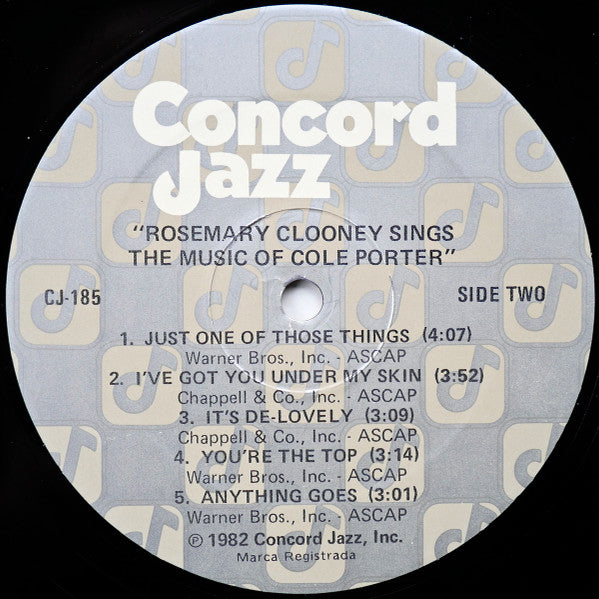 Concord
Jazz
"ROSEMARY CLOONEY SINGS
THE MUSIC OF COLE PORTER"
CJ-185
SIDE TWO
1. JUST ONE OF THOSE THINGS (4:07)
Warner Bros., Inc. - ASCAP
2. I'VE GOT YOU UNDER MY SKIN (3:52)
Chappell & Co., Inc. - ASCAP
3. IT'S DE-LOVELY (3:09)
Chappell & Co., Inc. - ASCAP
4. YOU'RE THE TOP (3:14)
Warner Bros., Inc. - ASCAP
5. ANYTHING GOES (3:01)
Warner Bros., Inc. - ASCAP
℗ 1982 Concord Jazz, Inc.
Marca Registrada